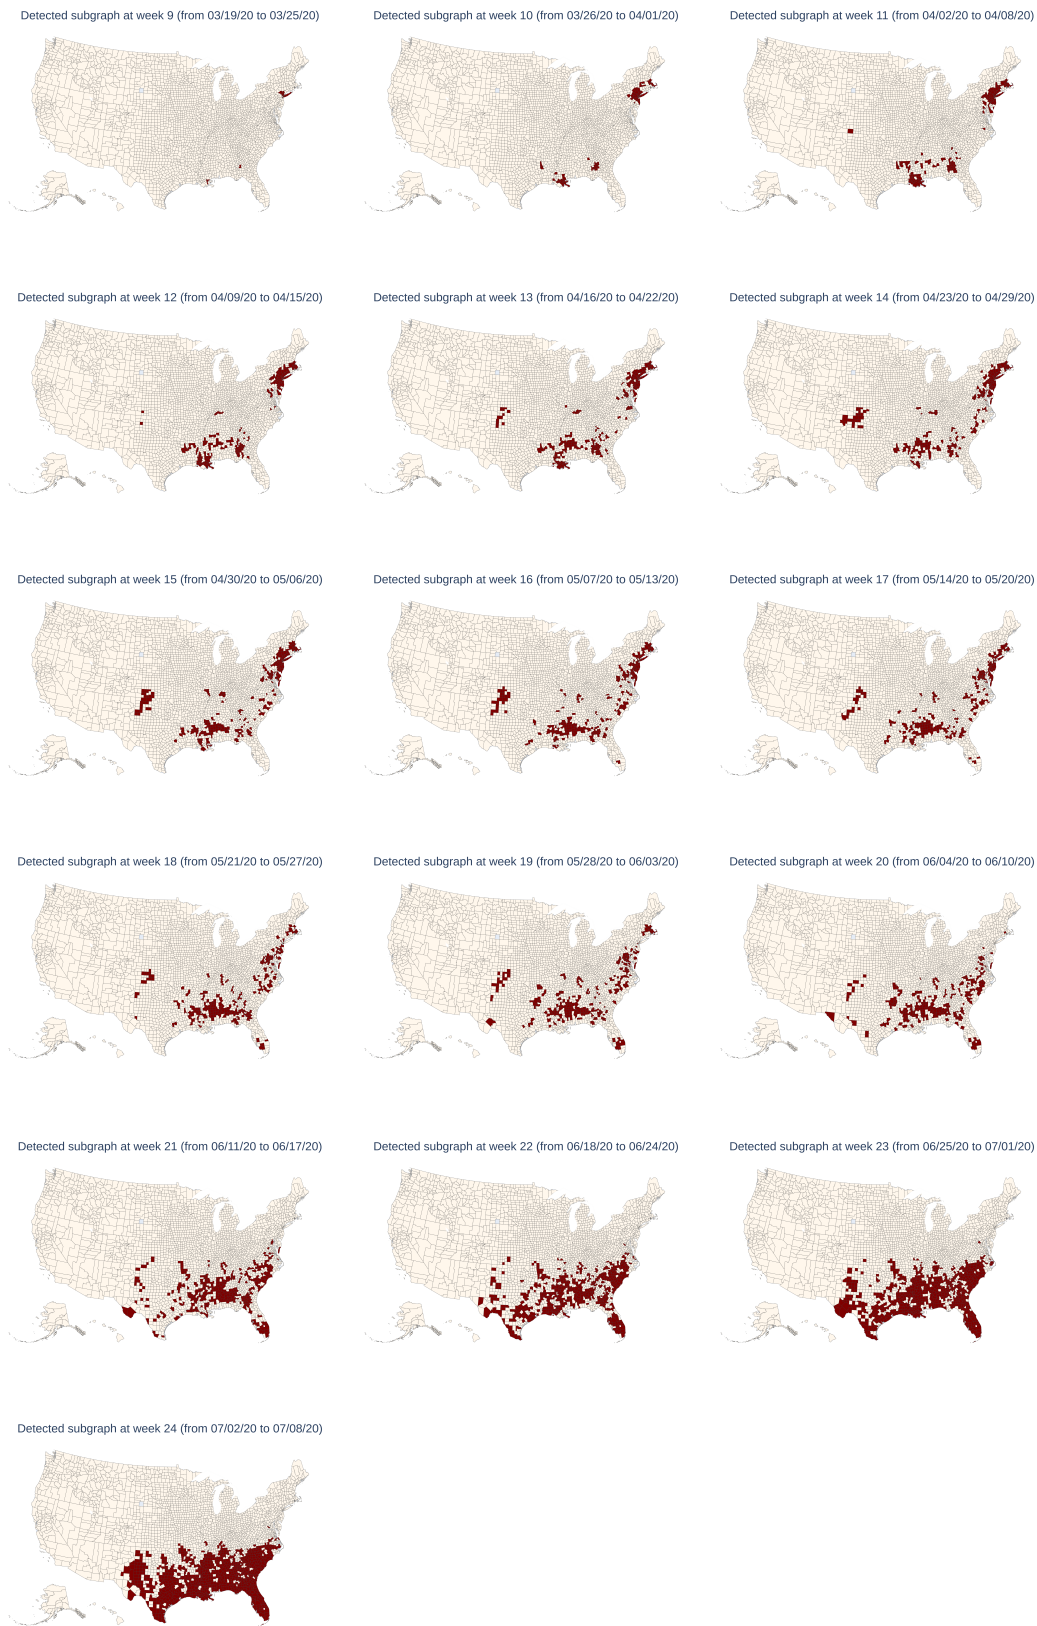 Detected subgraph at week 9 (from 03/19/20 to 03/25/20)
Detected subgraph at week 10 (from 03/26/20 to 04/01/20)
Detected subgraph at week 11 (from 04/02/20 to 04/08/20)
Detected subgraph at week 12 (from 04/09/20 to 04/15/20)
Detected subgraph at week 13 (from 04/16/20 to 04/22/20)
Detected subgraph at week 14 (from 04/23/20 to 04/29/20)
Detected subgraph at week 15 (from 04/30/20 to 05/06/20)
Detected subgraph at week 16 (from 05/07/20 to 05/13/20)
Detected subgraph at week 17 (from 05/14/20 to 05/20/20)
Detected subgraph at week 18 (from 05/21/20 to 05/27/20)
Detected subgraph at week 19 (from 05/28/20 to 06/03/20)
Detected subgraph at week 20 (from 06/04/20 to 06/10/20)
Detected subgraph at week 21 (from 06/11/20 to 06/17/20)
Detected subgraph at week 22 (from 06/18/20 to 06/24/20)
Detected subgraph at week 23 (from 06/25/20 to 07/01/20)
Detected subgraph at week 24 (from 07/02/20 to 07/08/20)